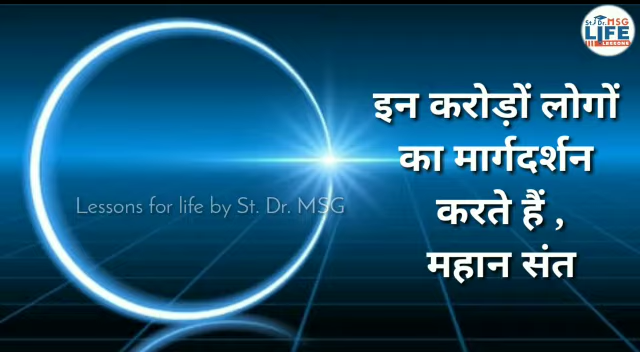 St. Dr. MSG
LIFE
LESSONS
इन करोड़ों लोगों
का मार्गदर्शन
Lessons for life by St. Dr. MSG
करते हैं ,
महान संत